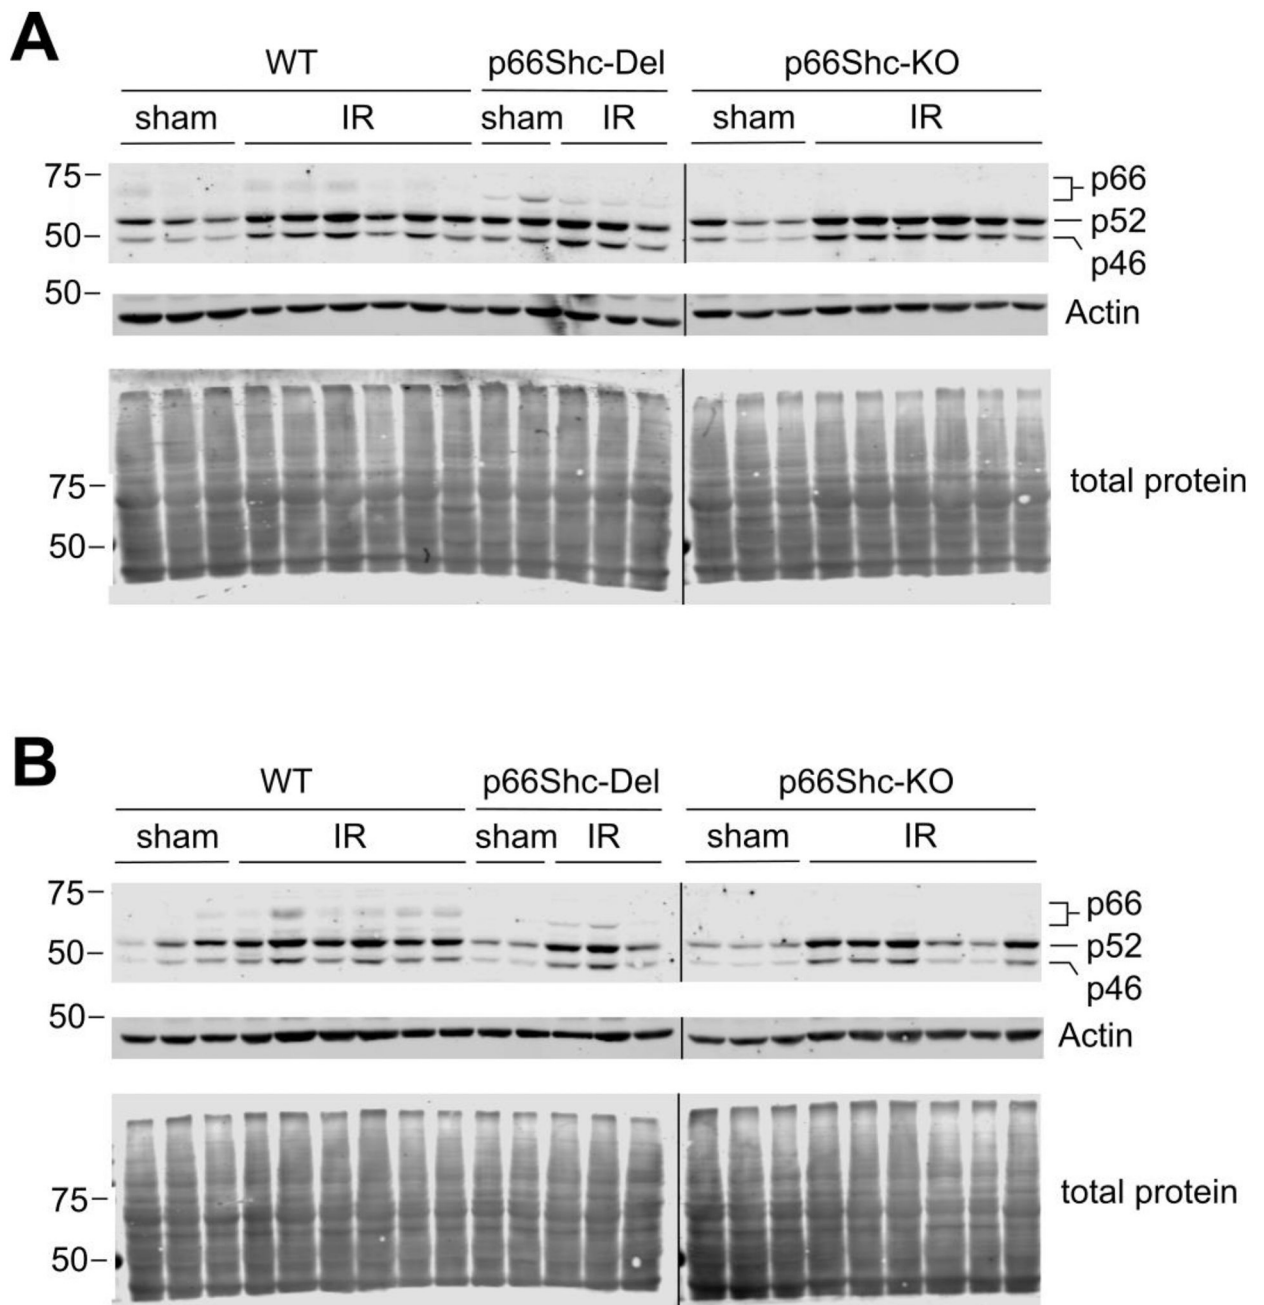 A
WT p66Shc-Del p66Shc-KO
sham IR sham IR sham IR
75– p66
p52
50– p46
50– Actin
75– total protein
50–
B
WT p66Shc-Del p66Shc-KO
sham IR sham IR sham IR
75– p66
50– p52
p46
50– Actin
75– total protein
50–